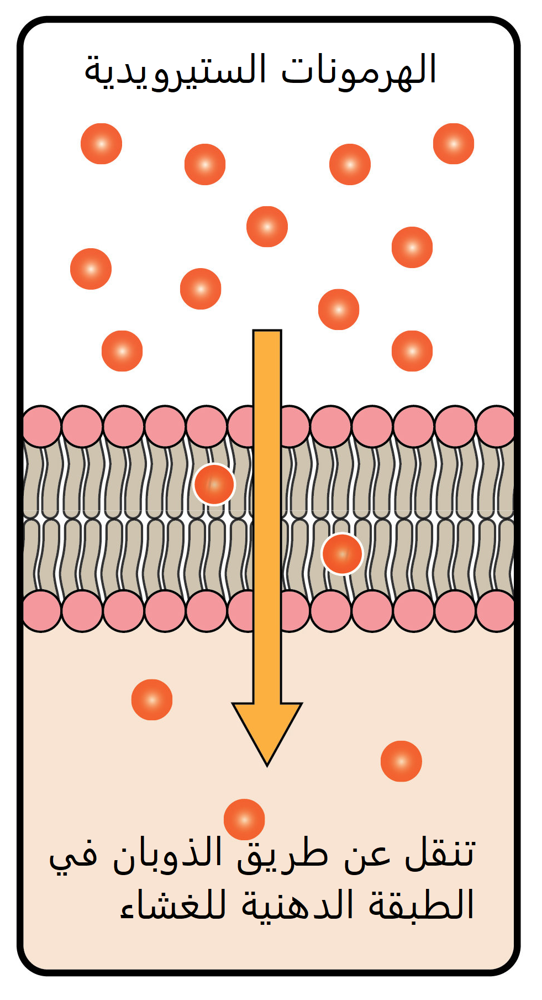 الهرمونات الستيرويدية
تنقل عن طريق الذوبان في
الطبقة الدهنية للغشاء